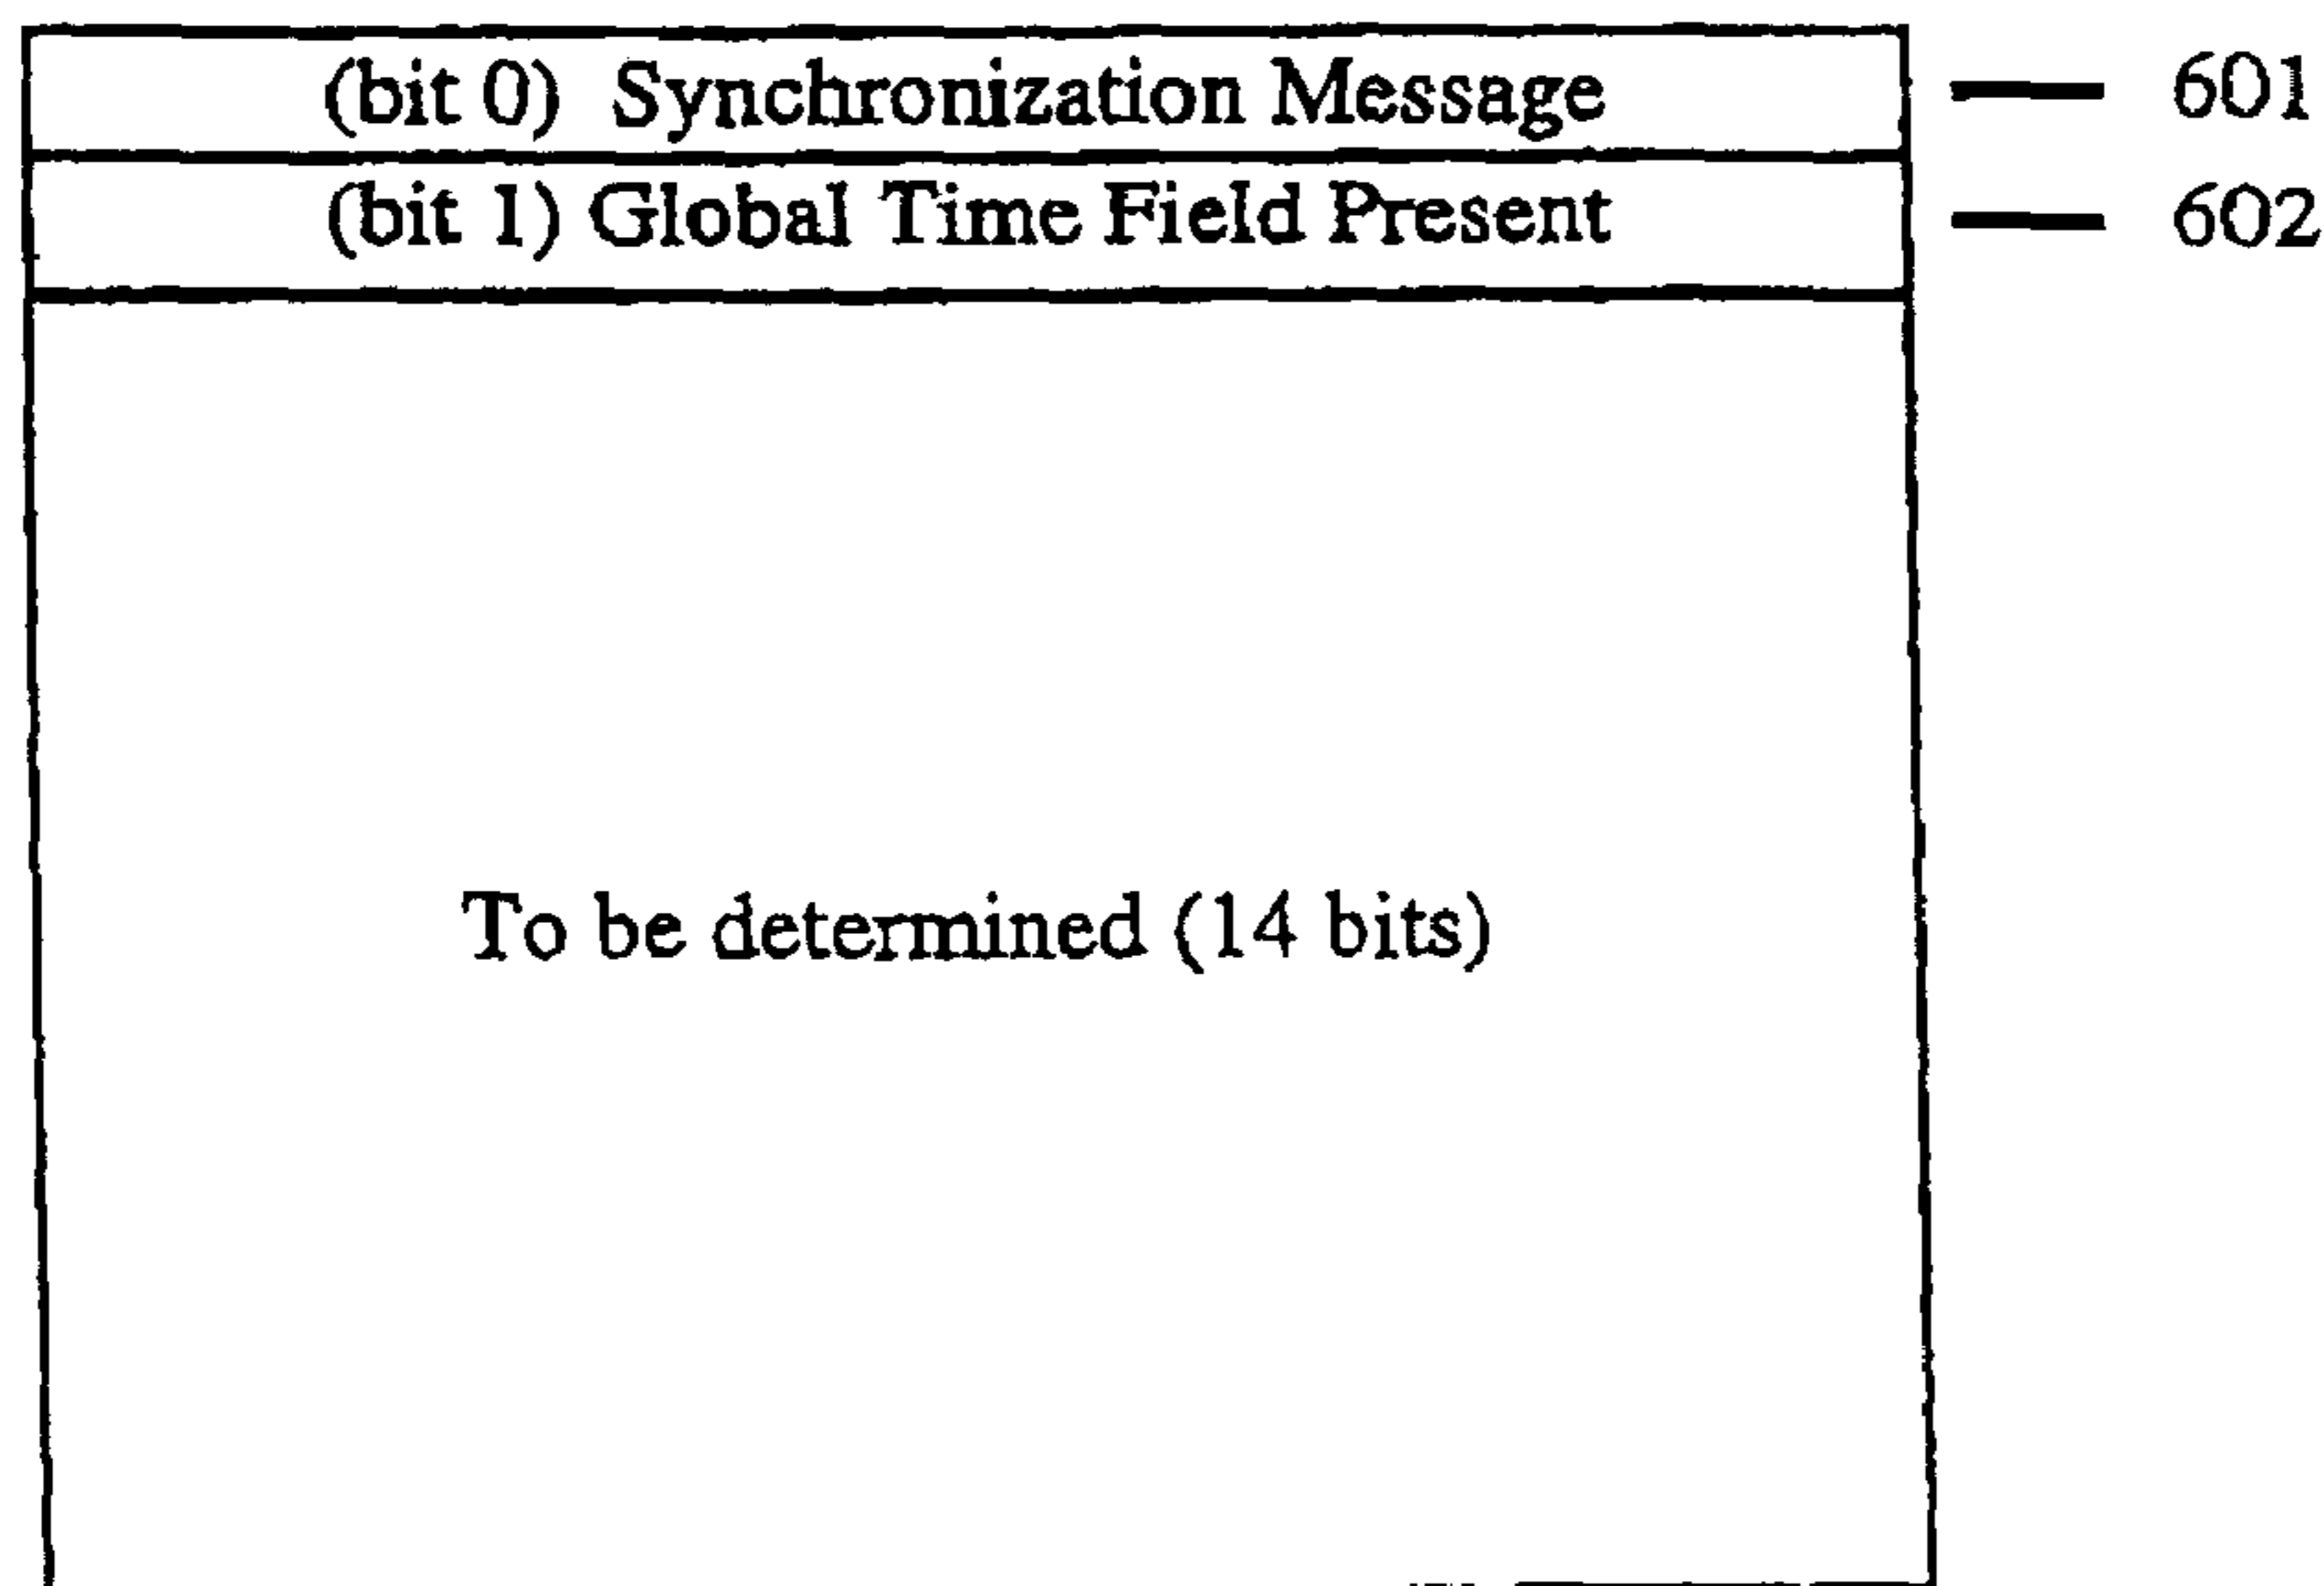 (bit 0) Synchronization Message 601
(bit 1) Global Time Field Present 602
To be determined (14 bits)